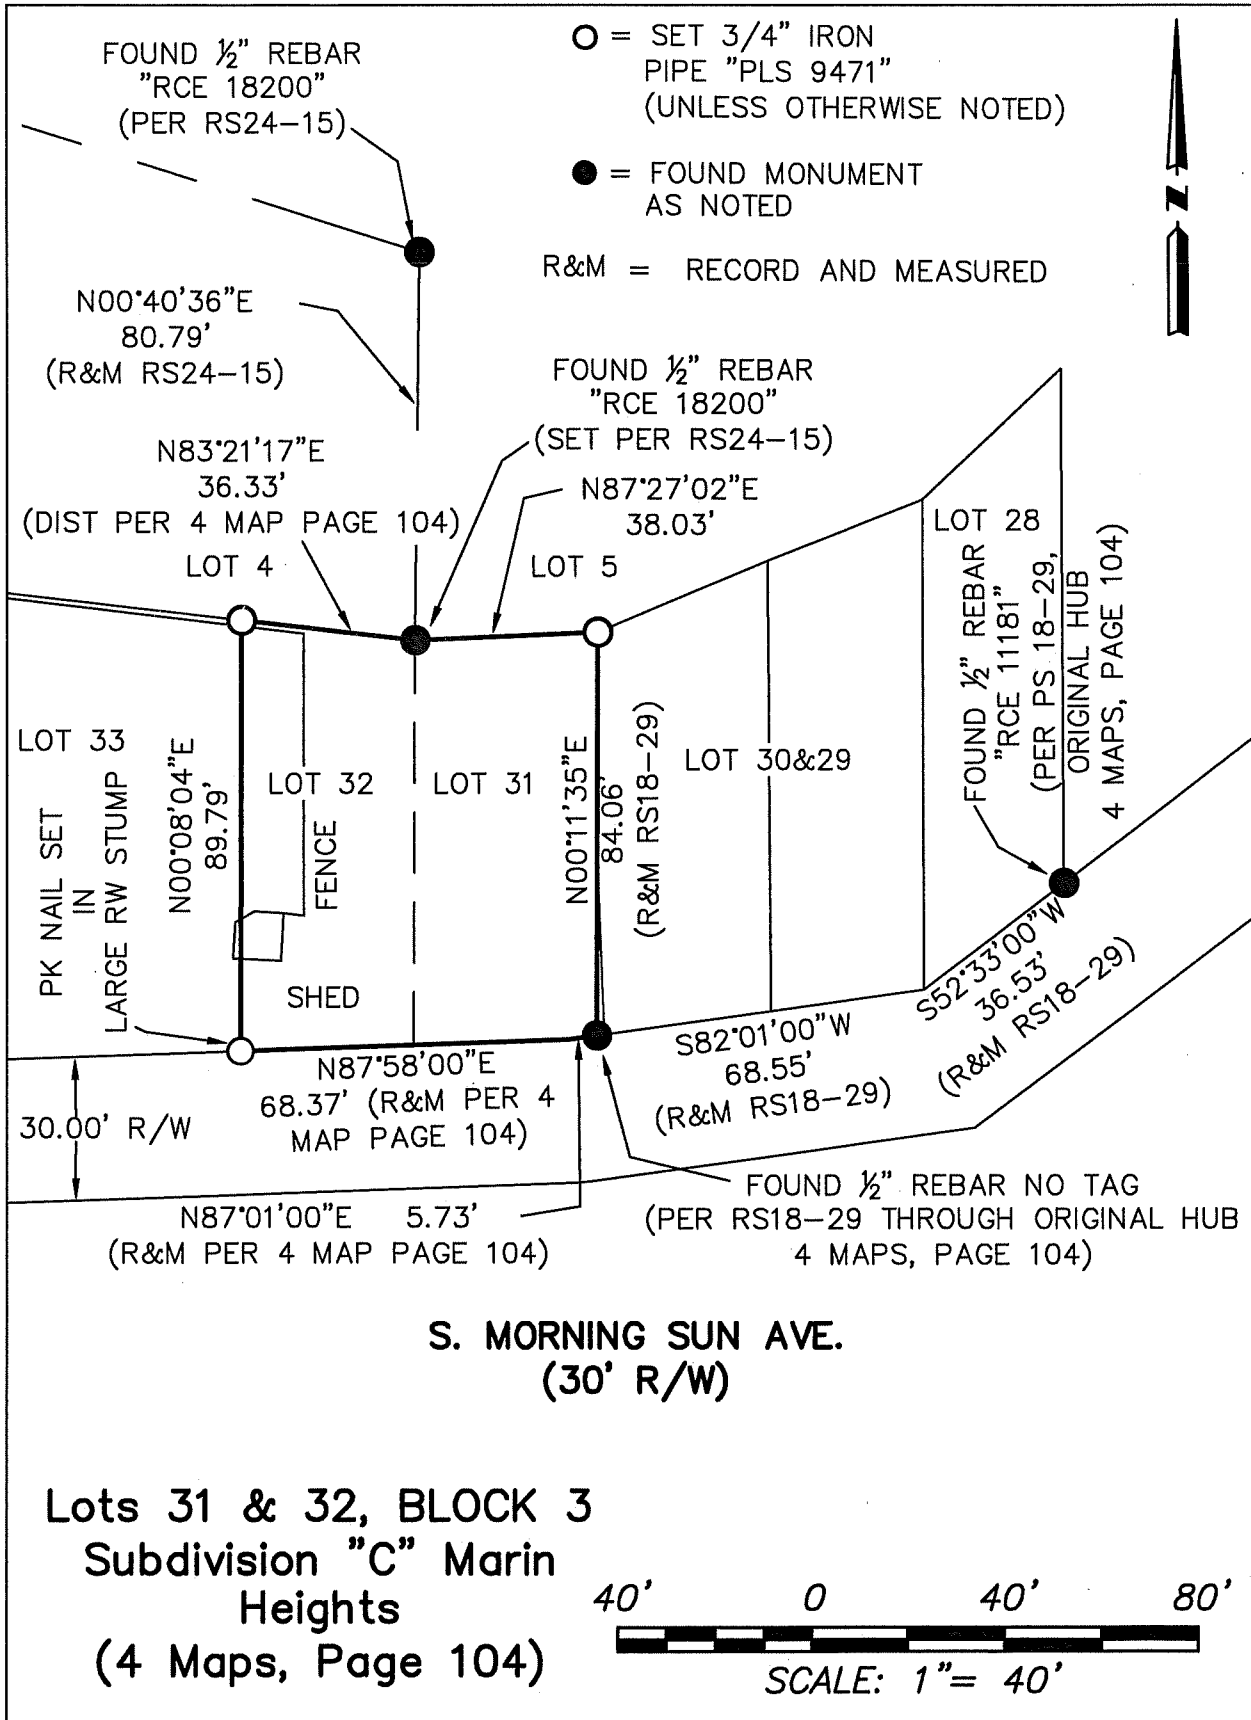 FOUND ½" REBAR
"RCE 18200"
(PER RS24-15)
O = SET 3/4" IRON
PIPE "PLS 9471"
(UNLESS OTHERWISE NOTED)
● = FOUND MONUMENT
AS NOTED
R&M = RECORD AND MEASURED
N
N00°40'36"E
80.79'
(R&M RS24-15)
FOUND ½" REBAR
"RCE 18200"
(SET PER RS24-15)
N83°21'17"E
36.33'
(DIST PER 4 MAP PAGE 104)
N87°27'02"E
38.03'
LOT 4
LOT 5
LOT 28
FOUND ½" REBAR
"RCE 11181"
(PER PS 18-29,
ORIGINAL HUB
4 MAPS, PAGE 104)
LOT 33
LOT 32
LOT 31
LOT 30&29
PK NAIL SET
IN
LARGE RW STUMP
N00°08'04"E
89.79'
FENCE
N00°11'35"E
84.06'
(R&M RS18-29)
SHED
S52°33'00"W
36.53'
(R&M RS18-29)
S82°01'00"W
68.55'
(R&M RS18-29)
N87°58'00"E
68.37' (R&M PER 4
MAP PAGE 104)
30.00' R/W
N87°01'00"E 5.73'
(R&M PER 4 MAP PAGE 104)
FOUND ½" REBAR NO TAG
(PER RS18-29 THROUGH ORIGINAL HUB
4 MAPS, PAGE 104)
S. MORNING SUN AVE.
(30' R/W)
Lots 31 & 32, BLOCK 3
Subdivision "C" Marin
Heights
(4 Maps, Page 104)
40' 0 40' 80'
SCALE: 1"= 40'